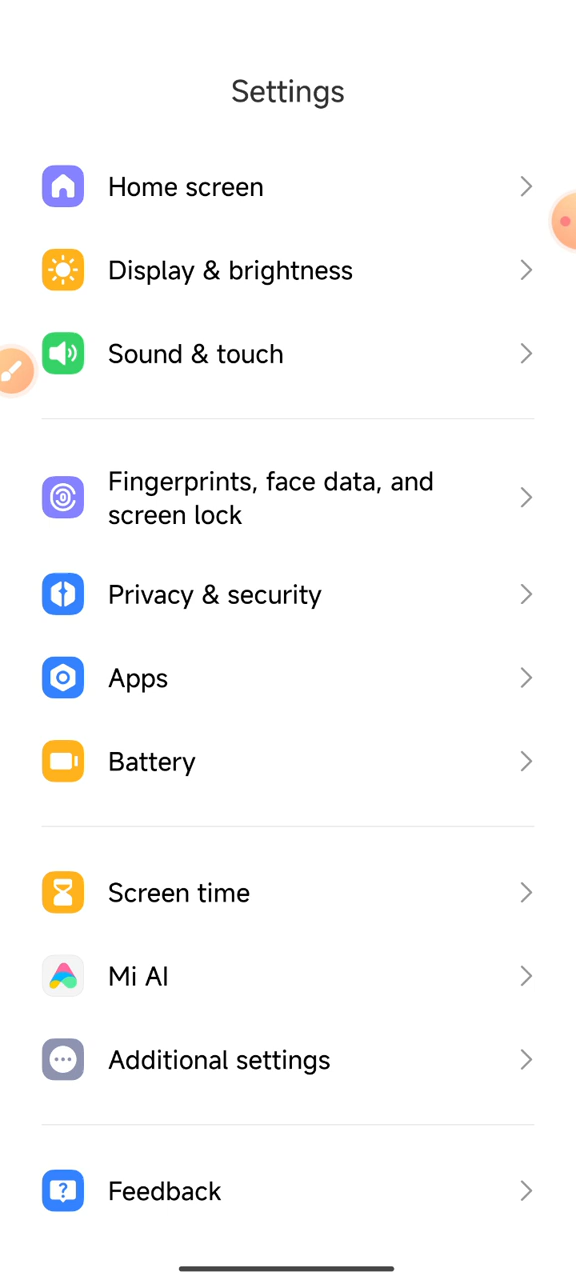 Settings
Home screen
Display & brightness
Sound & touch
Fingerprints, face data, and
screen lock
Privacy & security
Apps
Battery
Screen time
Mi AI
Additional settings
Feedback